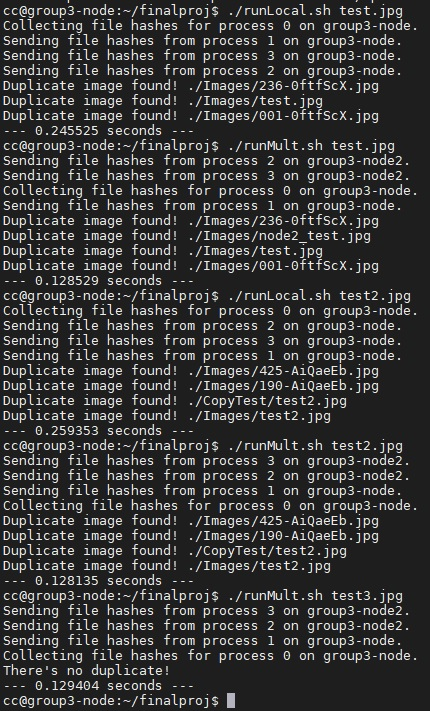 cc@group3-node:~/finalproj$ ./runLocal.sh test.jpg
Collecting file hashes for process 0 on group3-node.
Sending file hashes from process 1 on group3-node.
Sending file hashes from process 3 on group3-node.
Sending file hashes from process 2 on group3-node.
Duplicate image found! ./Images/236-0ftfScX.jpg
Duplicate image found! ./Images/test.jpg
Duplicate image found! ./Images/001-0ftfScX.jpg
--- 0.245525 seconds ---
cc@group3-node:~/finalproj$ ./runMult.sh test.jpg
Sending file hashes from process 2 on group3-node2.
Sending file hashes from process 3 on group3-node2.
Collecting file hashes for process 0 on group3-node.
Sending file hashes from process 1 on group3-node.
Duplicate image found! ./Images/236-0ftfScX.jpg
Duplicate image found! ./Images/node2_test.jpg
Duplicate image found! ./Images/test.jpg
Duplicate image found! ./Images/001-0ftfScX.jpg
--- 0.128529 seconds ---
cc@group3-node:~/finalproj$ ./runLocal.sh test2.jpg
Collecting file hashes for process 0 on group3-node.
Sending file hashes from process 2 on group3-node.
Sending file hashes from process 3 on group3-node.
Sending file hashes from process 1 on group3-node.
Duplicate image found! ./Images/425-AiQaeEb.jpg
Duplicate image found! ./Images/190-AiQaeEb.jpg
Duplicate image found! ./CopyTest/test2.jpg
Duplicate image found! ./Images/test2.jpg
--- 0.259353 seconds ---
cc@group3-node:~/finalproj$ ./runMult.sh test2.jpg
Sending file hashes from process 3 on group3-node2.
Sending file hashes from process 2 on group3-node2.
Sending file hashes from process 1 on group3-node.
Collecting file hashes for process 0 on group3-node.
Duplicate image found! ./Images/425-AiQaeEb.jpg
Duplicate image found! ./Images/190-AiQaeEb.jpg
Duplicate image found! ./CopyTest/test2.jpg
Duplicate image found! ./Images/test2.jpg
--- 0.128135 seconds ---
cc@group3-node:~/finalproj$ ./runMult.sh test3.jpg
Sending file hashes from process 3 on group3-node2.
Sending file hashes from process 2 on group3-node2.
Sending file hashes from process 1 on group3-node.
Collecting file hashes for process 0 on group3-node.
There's no duplicate!
--- 0.129404 seconds ---
cc@group3-node:~/finalproj$